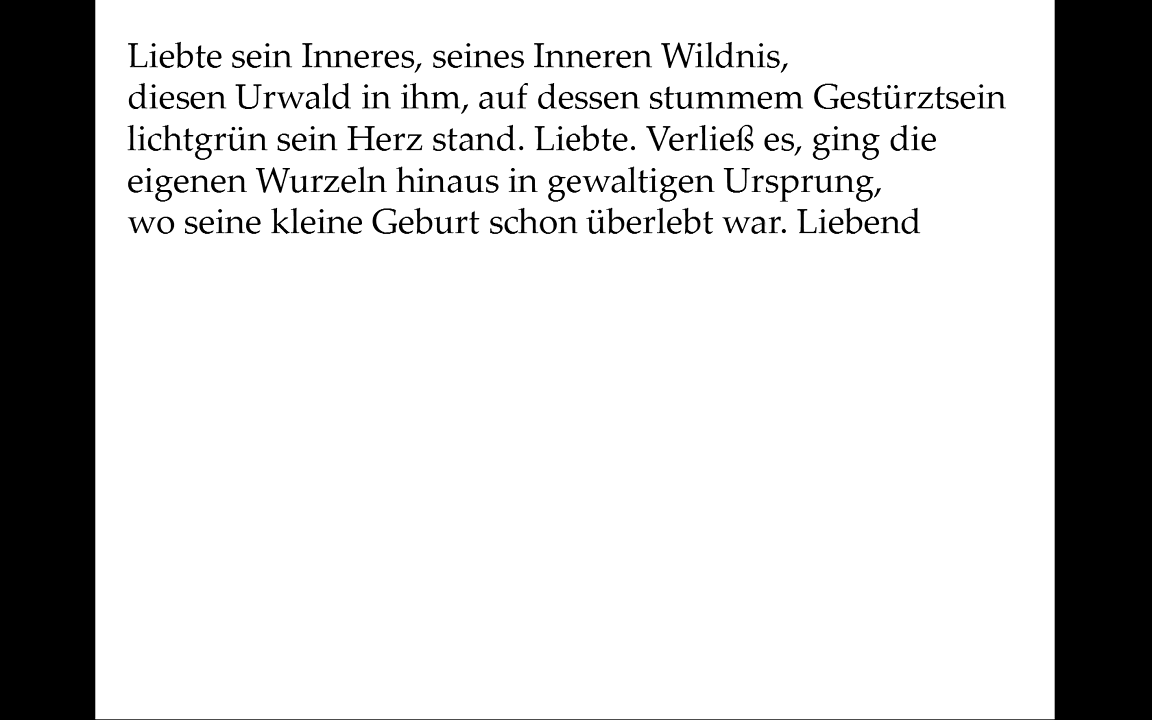 Liebte sein Inneres, seines Inneren Wildnis,
diesen Urwald in ihm, auf dessen stummem Gestürztsein
lichtgrün sein Herz stand. Liebte. Verließ es, ging die
eigenen Wurzeln hinaus in gewaltigen Ursprung,
wo seine kleine Geburt schon überlebt war. Liebend